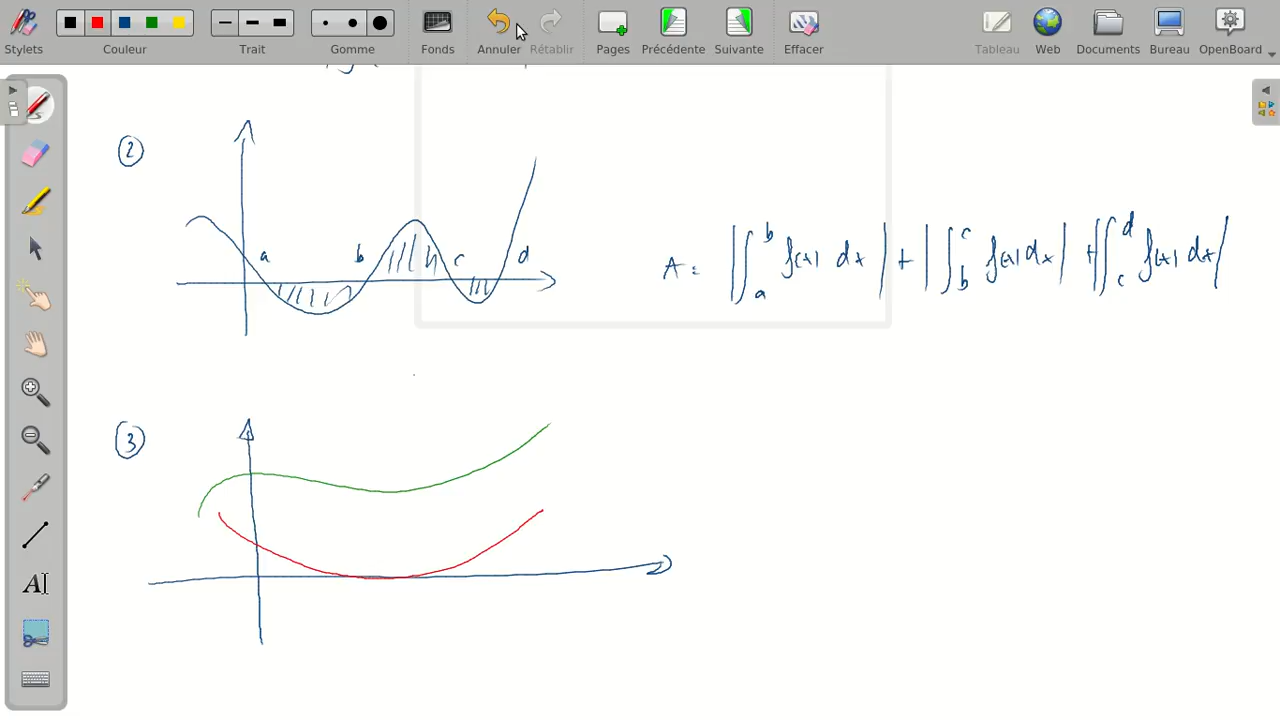 Stylets Couleur Trait Gomme Fonds Annuler Rétablir Pages Précédente Suivante Effacer Tableau Web Documents Bureau OpenBoard
②
a b c d
A = |∫_a^b f(x) dx| + |∫_b^c f(x) dx| + |∫_c^d f(x) dx|
③
A